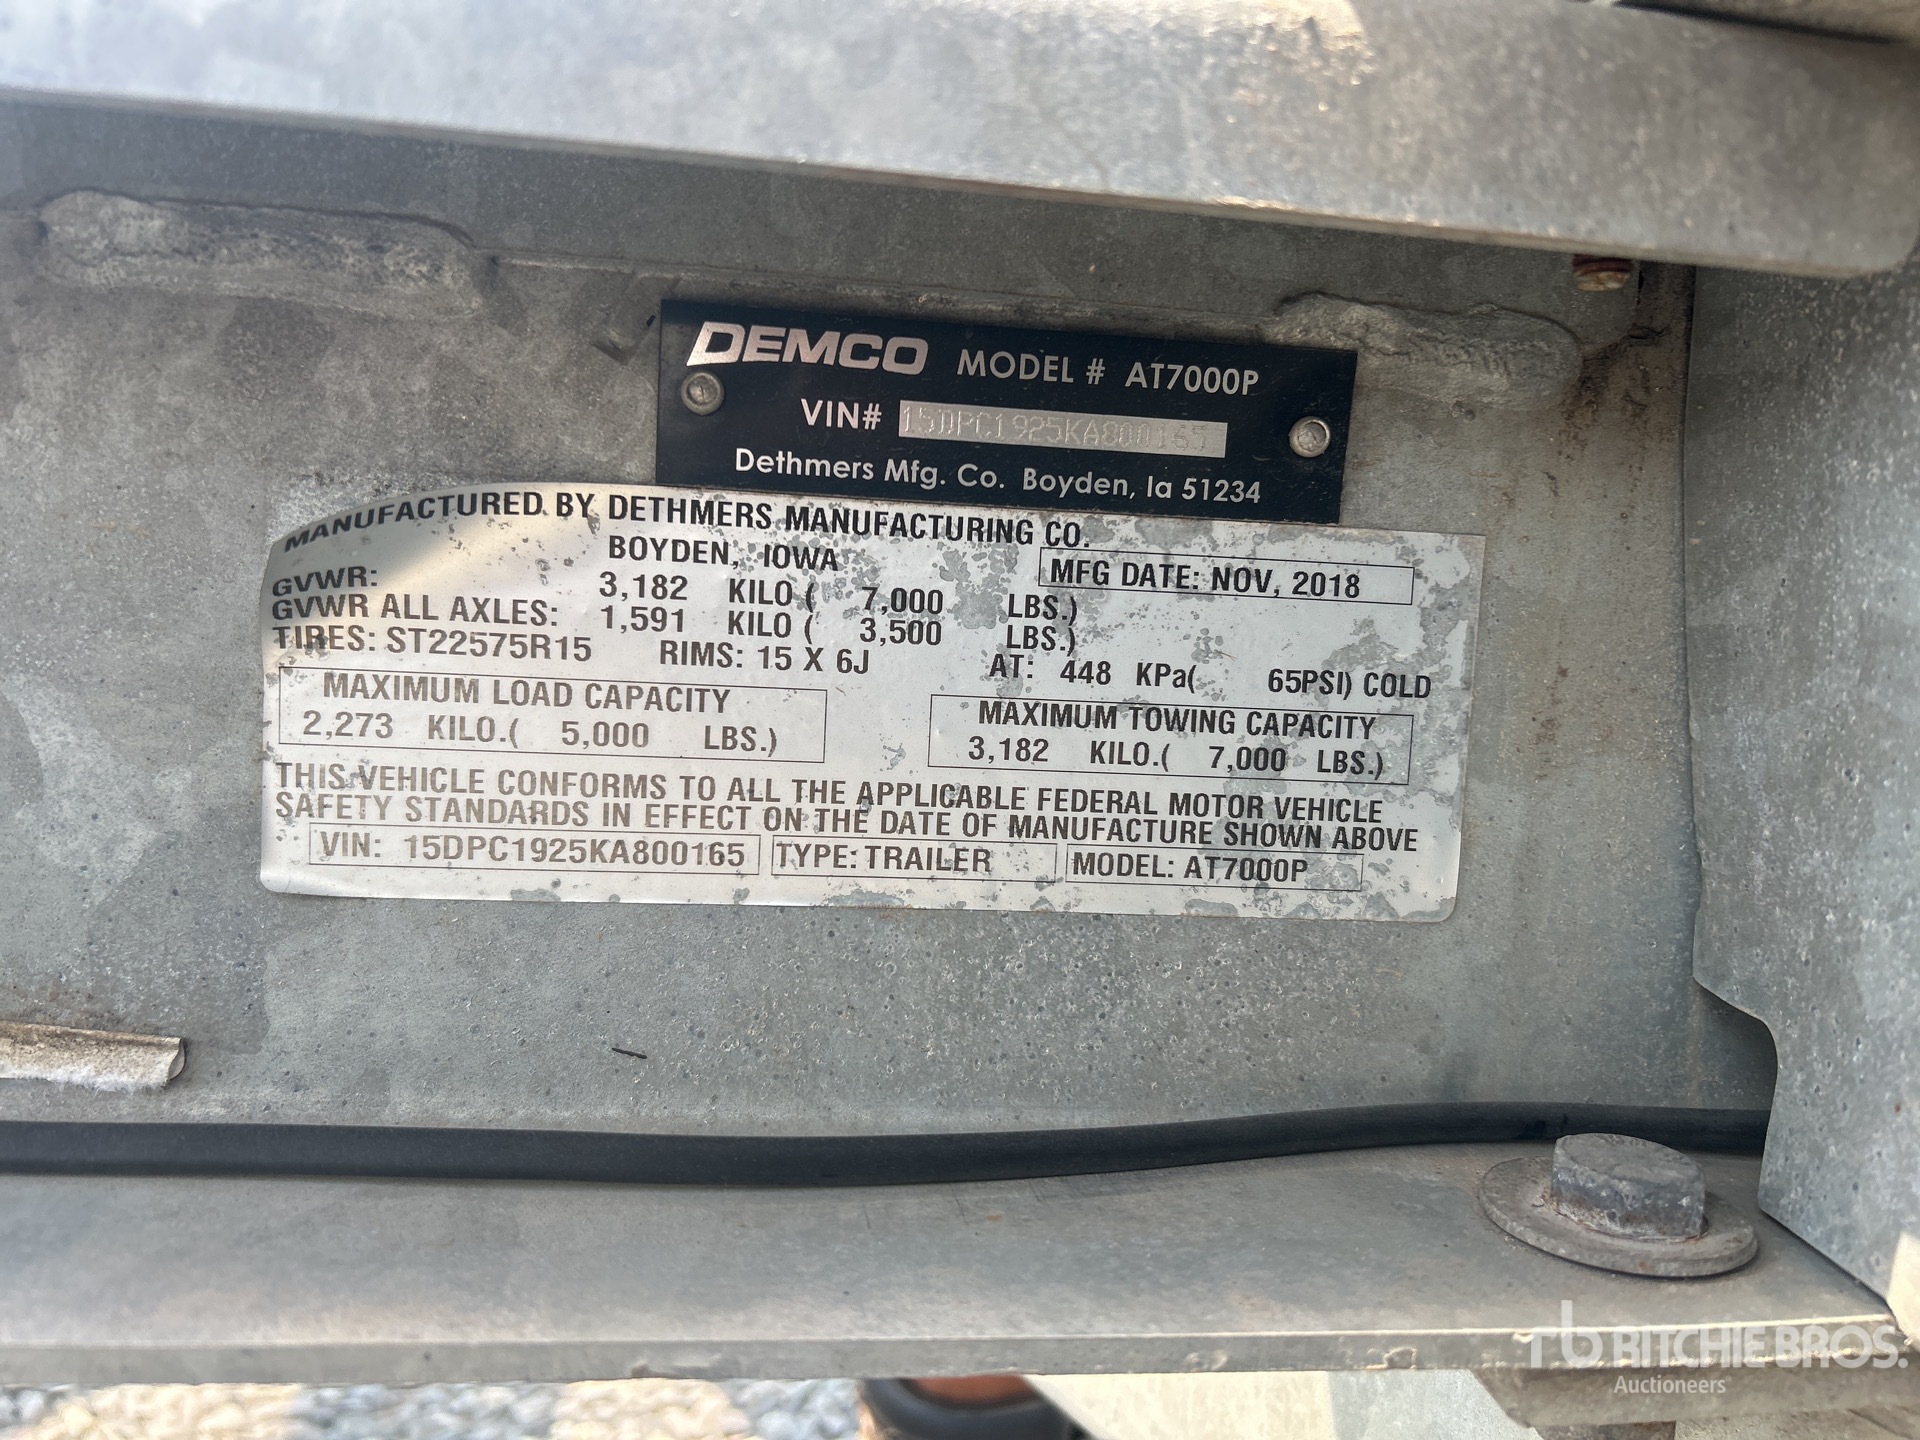 DEMCO MODEL # AT7000P
VIN# 15DPC1925KA800165
Dethmers Mfg. Co. Boyden, Ia 51234
MANUFACTURED BY DETHMERS MANUFACTURING CO.
BOYDEN, IOWA
MFG DATE: NOV, 2018
GVWR: 3,182 KILO ( 7,000 LBS.)
GVWR ALL AXLES: 1,591 KILO ( 3,500 LBS.)
TIRES: ST22575R15 RIMS: 15 X 6J AT: 448 KPa( 65PSI) COLD
MAXIMUM LOAD CAPACITY
2,273 KILO.( 5,000 LBS.)
MAXIMUM TOWING CAPACITY
3,182 KILO.( 7,000 LBS.)
THIS VEHICLE CONFORMS TO ALL THE APPLICABLE FEDERAL MOTOR VEHICLE
SAFETY STANDARDS IN EFFECT ON THE DATE OF MANUFACTURE SHOWN ABOVE
VIN: 15DPC1925KA800165 TYPE: TRAILER MODEL: AT7000P
rb RITCHIE BROS.
Auctioneers